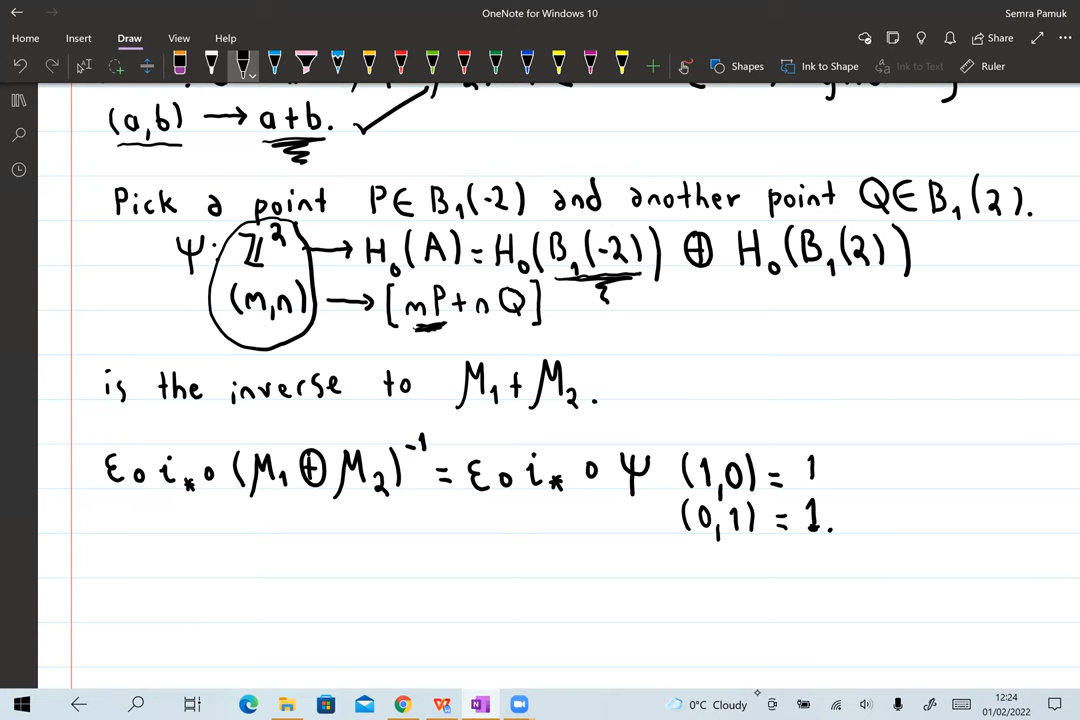 OneNote for Windows 10
Semra Pamuk
Home Insert Draw View Help Share
Shapes Ink to Shape Ink to Text Ruler
(a,b) → a+b. ✓
Pick a point P∈B₁(-2) and another point Q∈B₁(2).
Ψ: ℤ² → H₀(A) = H₀(B₁(-2)) ⊕ H₀(B₁(2))
(m,n) → [mP+nQ]
is the inverse to M₁+M₂.
ε∘i_*∘(M₁⊕M₂)⁻¹ = ε∘i_*∘Ψ (1,0) = 1
(0,1) = 1.
0°C Cloudy
12:24
01/02/2022